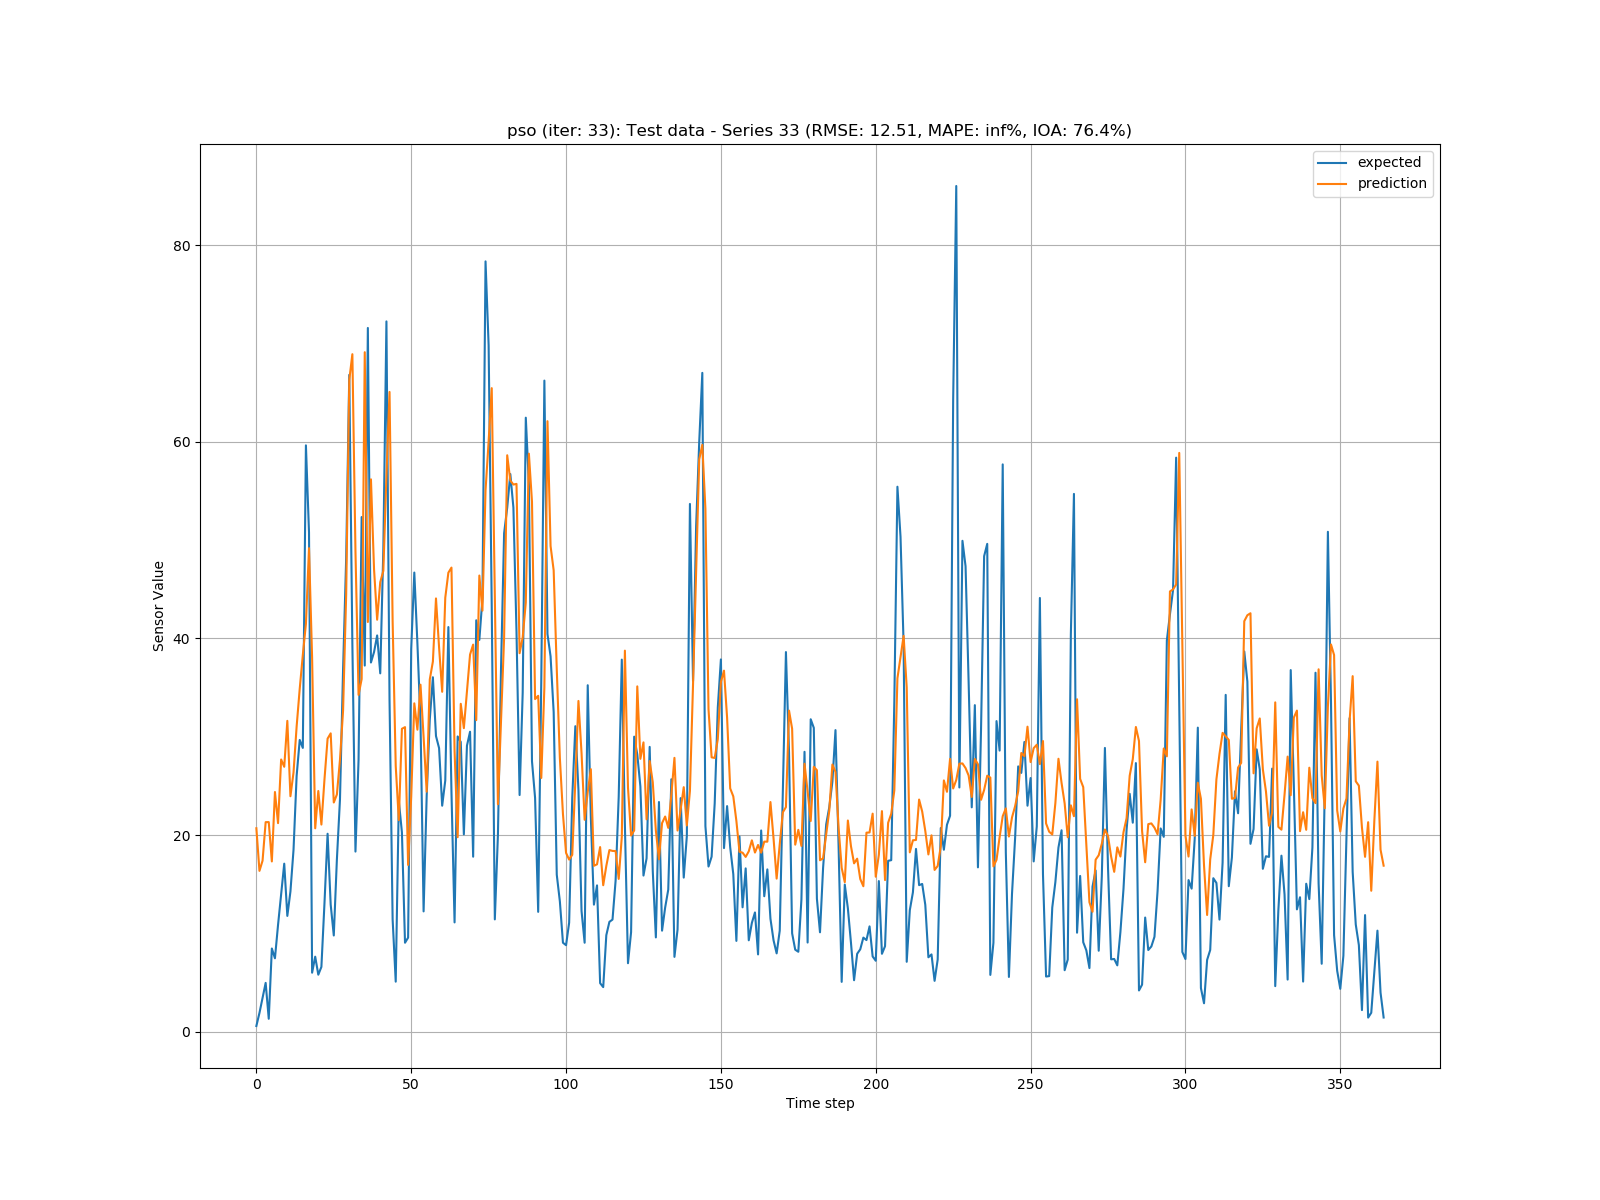 pso (iter: 33): Test data - Series 33 (RMSE: 12.51, MAPE: inf%, IOA: 76.4%)
expected
prediction
80
60
40
20
0
Sensor Value
0 50 100 150 200 250 300 350
Time step